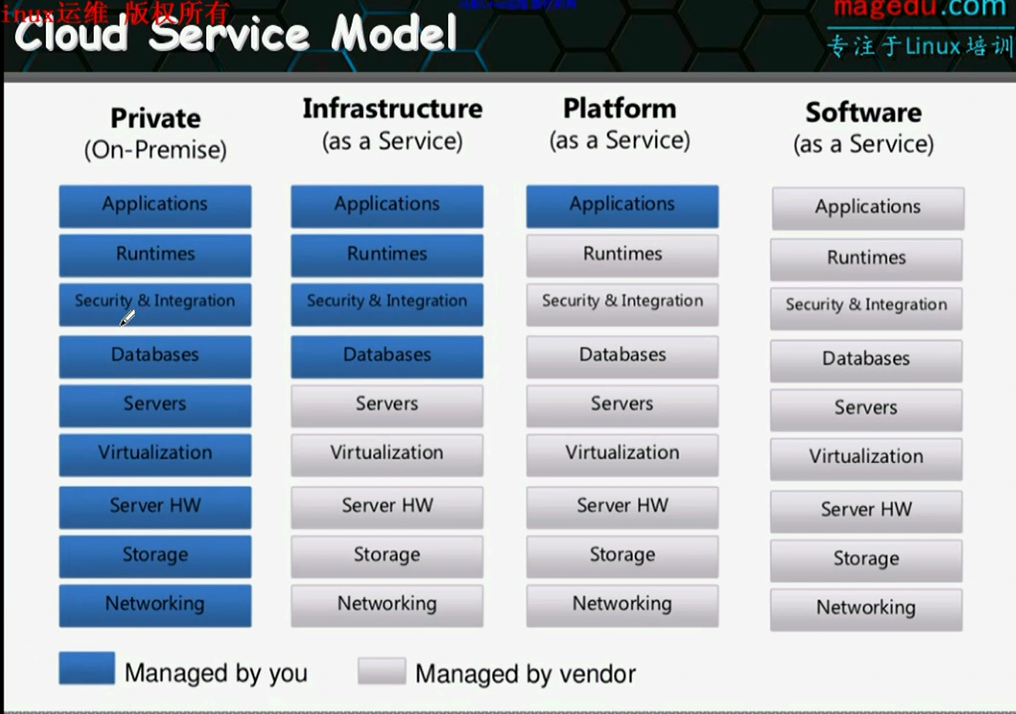 inux运维 版权所有
magedu.com
Cloud Service Model
专注于Linux培训
Private
(On-Premise)
Applications
Runtimes
Security & Integration
Databases
Servers
Virtualization
Server HW
Storage
Networking
Infrastructure
(as a Service)
Applications
Runtimes
Security & Integration
Databases
Servers
Virtualization
Server HW
Storage
Networking
Platform
(as a Service)
Applications
Runtimes
Security & Integration
Databases
Servers
Virtualization
Server HW
Storage
Networking
Software
(as a Service)
Applications
Runtimes
Security & Integration
Databases
Servers
Virtualization
Server HW
Storage
Networking
Managed by you
Managed by vendor